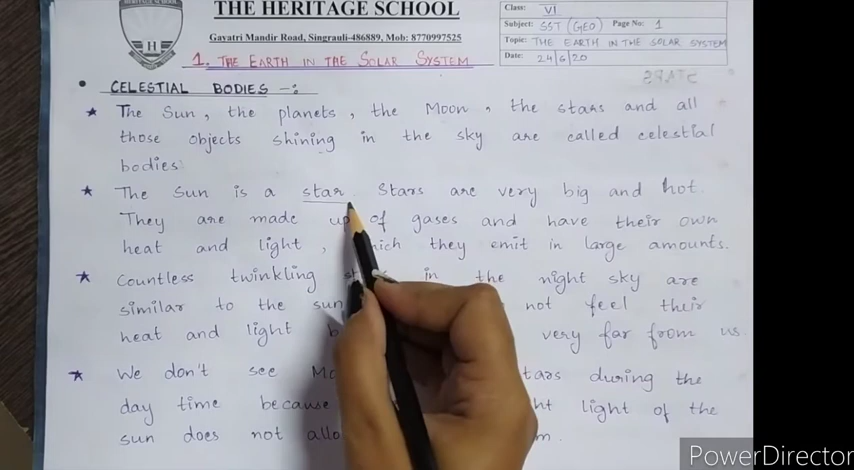 HERITAGE SCHOOL
H
THE HERITAGE SCHOOL
Gayatri Mandir Road, Singrauli-486889, Mob: 8770997525
Class: VI
Subject: SST (GEO) Page No: 1
Topic: THE EARTH IN THE SOLAR SYSTEM
Date: 24/6/20
1. THE EARTH IN THE SOLAR SYSTEM
CELESTIAL BODIES -:
The Sun, the planets, the Moon, the stars and all
those objects shining in the sky are called celestial
bodies.
The Sun is a star. Stars are very big and hot.
They are made up of gases and have their own
heat and light, which they emit in large amounts.
Countless twinkling in the night sky are
similar to the sun not feel their
heat and light very far from us.
We don't see during the
day time because light of the
sun does not
PowerDirector